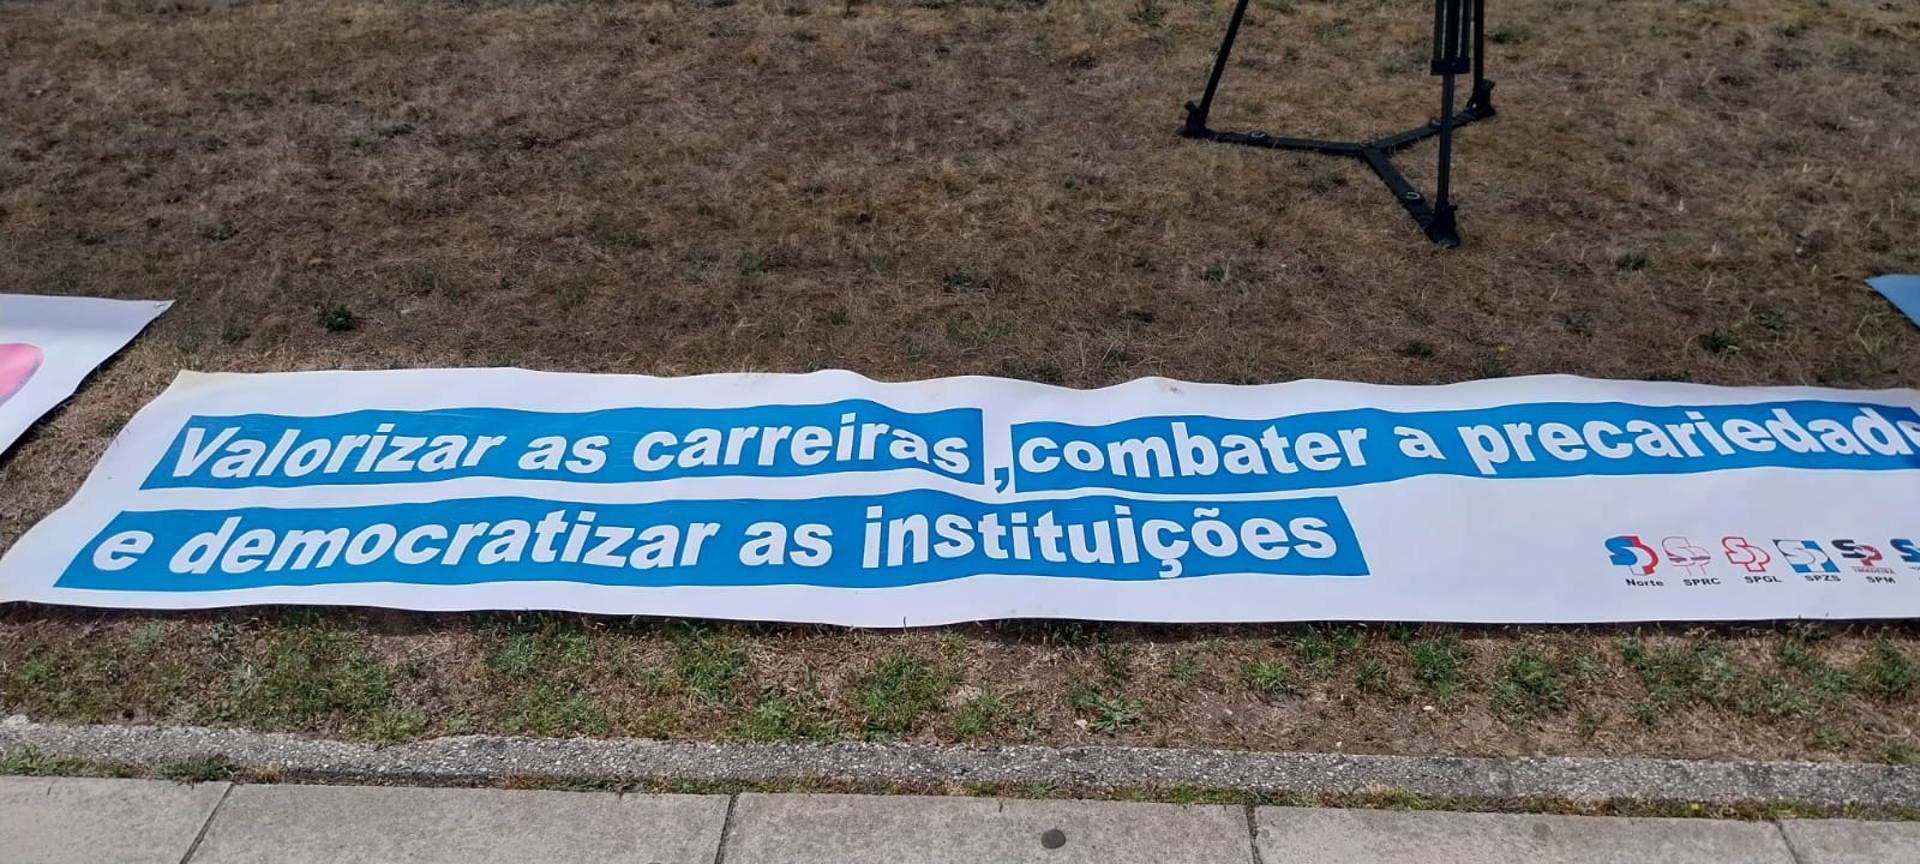 Valorizar as carreiras, combater a precariedade
e democratizar as instituições
Norte SPRC SPGL SPZS SPM